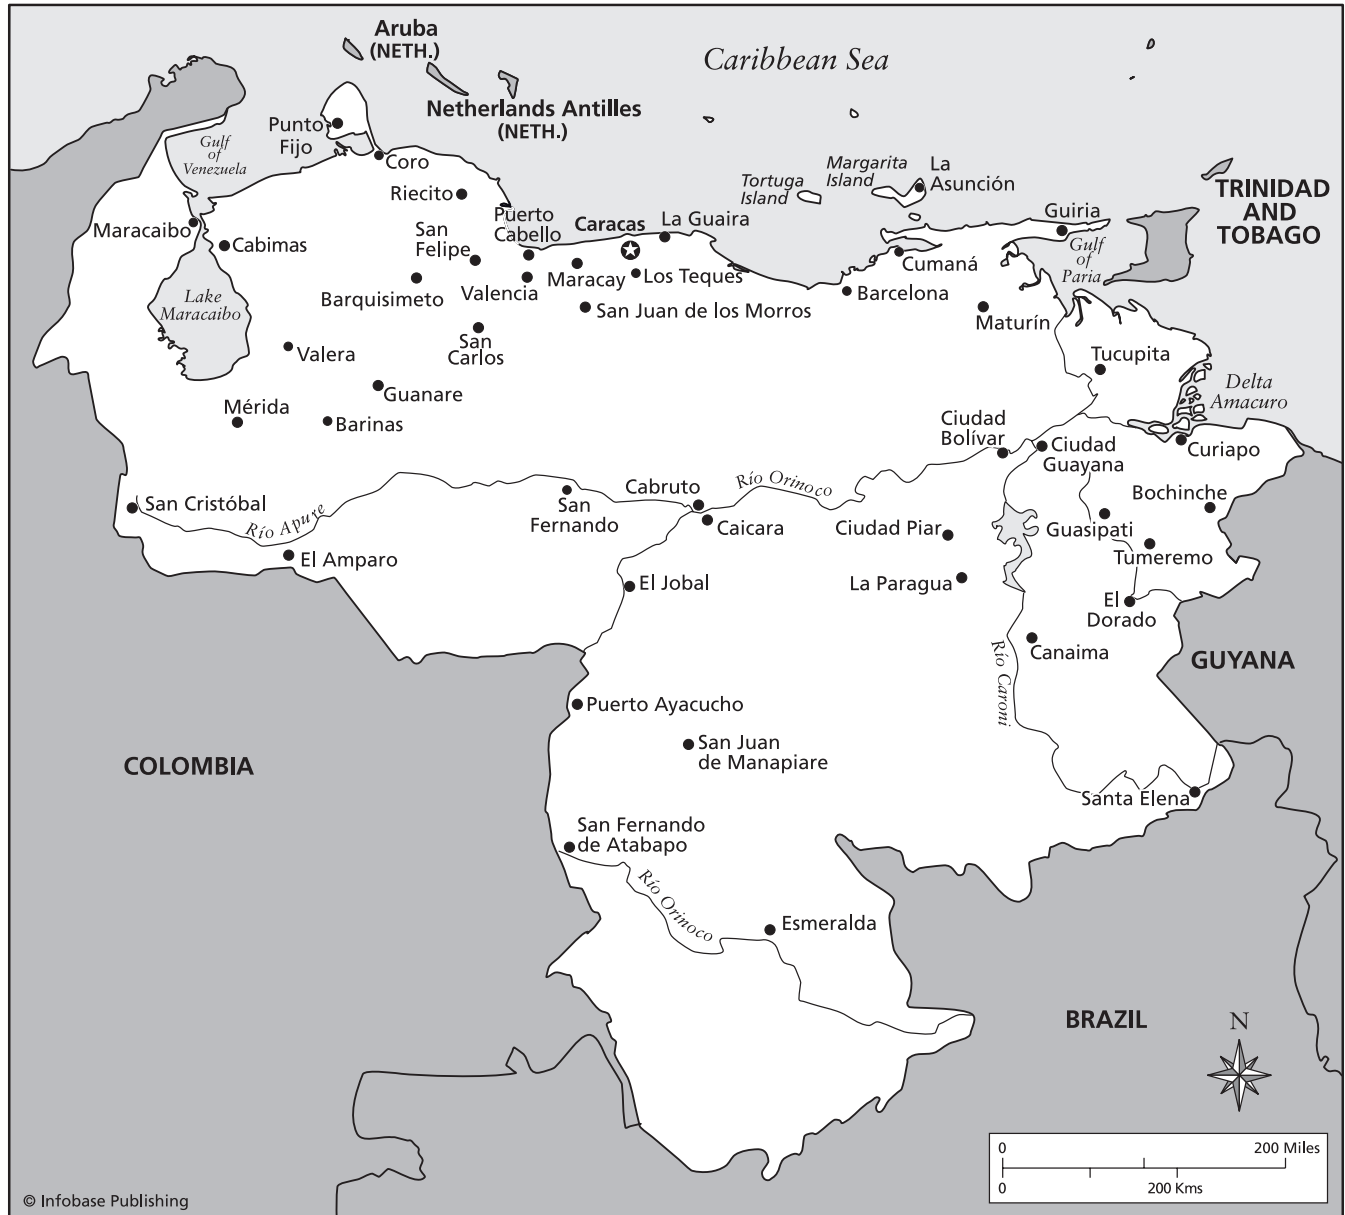 Aruba
(NETH.)
Caribbean Sea
Netherlands Antilles
(NETH.)
Punto
Fijo
Gulf
of
Venezuela
Coro
Riecito
Margarita
Island
La
Asunción
Tortuga
Island
TRINIDAD
AND
TOBAGO
Maracaibo
Cabimas
San
Felipe
Puerto
Cabello
Caracas
La Guaira
Guiria
Gulf
of
Paria
Cumaná
Barquisimeto
Valencia
Maracay
Los Teques
Barcelona
Lake
Maracaibo
San Juan de los Morros
Maturín
Valera
San
Carlos
Tucupita
Guanare
Delta
Amacuro
Mérida
Barinas
Ciudad
Bolívar
Ciudad
Guayana
Curiapo
San Cristóbal
Río Apure
San
Fernando
Cabruto
Río Orinoco
Caicara
Bochinche
Ciudad Piar
Guasipati
Tumeremo
El Amparo
El Jobal
La Paragua
El
Dorado
Canaima
Río Caroni
GUYANA
Puerto Ayacucho
San Juan
de Manapiare
COLOMBIA
Santa Elena
San Fernando
de Atabapo
Río Orinoco
Esmeralda
BRAZIL
N
0 200 Miles
0 200 Kms
© Infobase Publishing